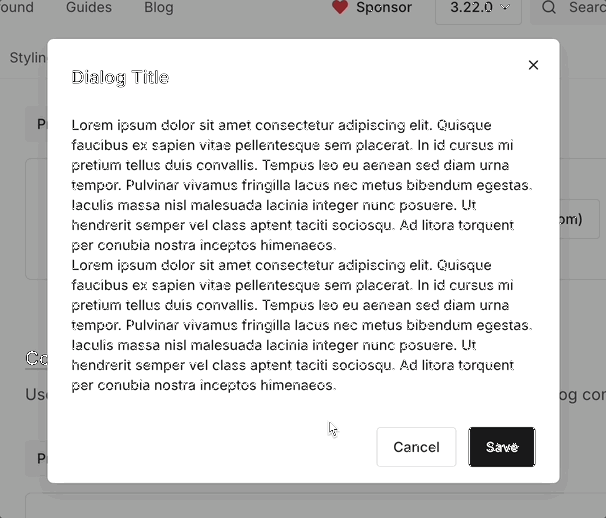 ound Guides Blog Sponsor 3.22.0 Searc
Stylin
Dialog Title
Lorem ipsum dolor sit amet consectetur adipiscing elit. Quisque
faucibus ex sapien vitae pellentesque sem placerat. In id cursus mi
pretium tellus duis convallis. Tempus leo eu aenean sed diam urna
tempor. Pulvinar vivamus fringilla lacus nec metus bibendum egestas.
Iaculis massa nisl malesuada lacinia integer nunc posuere. Ut
hendrerit semper vel class aptent taciti sociosqu. Ad litora torquent
per conubia nostra inceptos himenaeos.
Lorem ipsum dolor sit amet consectetur adipiscing elit. Quisque
faucibus ex sapien vitae pellentesque sem placerat. In id cursus mi
pretium tellus duis convallis. Tempus leo eu aenean sed diam urna
tempor. Pulvinar vivamus fringilla lacus nec metus bibendum egestas.
Iaculis massa nisl malesuada lacinia integer nunc posuere. Ut
hendrerit semper vel class aptent taciti sociosqu. Ad litora torquent
per conubia nostra inceptos himenaeos.
Cancel Save
P
om)
Co
Us og con
P